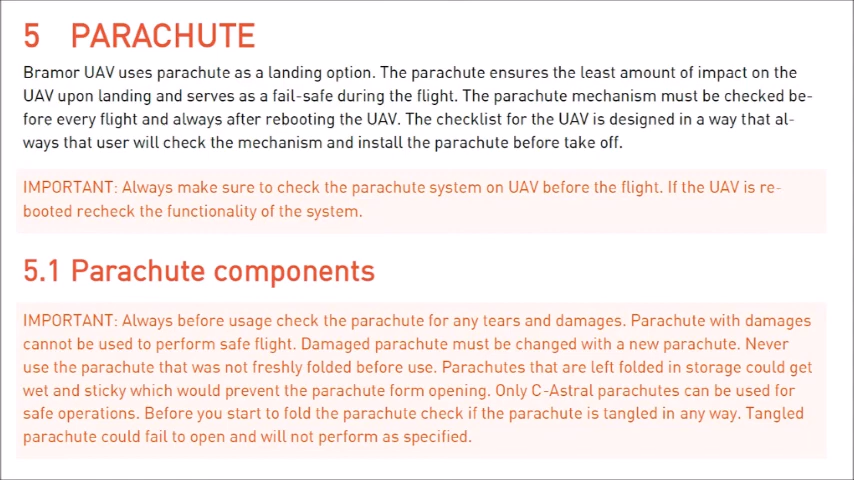 5 PARACHUTE
Bramor UAV uses parachute as a landing option. The parachute ensures the least amount of impact on the
UAV upon landing and serves as a fail-safe during the flight. The parachute mechanism must be checked be-
fore every flight and always after rebooting the UAV. The checklist for the UAV is designed in a way that al-
ways that user will check the mechanism and install the parachute before take off.
IMPORTANT: Always make sure to check the parachute system on UAV before the flight. If the UAV is re-
booted recheck the functionality of the system.
5.1 Parachute components
IMPORTANT: Always before usage check the parachute for any tears and damages. Parachute with damages
cannot be used to perform safe flight. Damaged parachute must be changed with a new parachute. Never
use the parachute that was not freshly folded before use. Parachutes that are left folded in storage could get
wet and sticky which would prevent the parachute form opening. Only C-Astral parachutes can be used for
safe operations. Before you start to fold the parachute check if the parachute is tangled in any way. Tangled
parachute could fail to open and will not perform as specified.